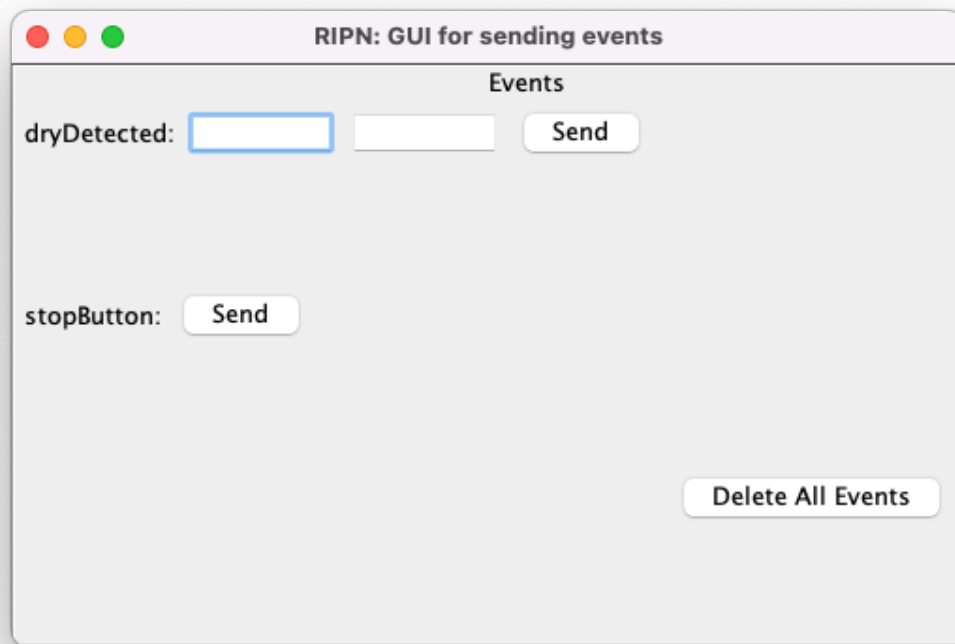 RIPN: GUI for sending events
Events
dryDetected: Send
stopButton: Send
Delete All Events